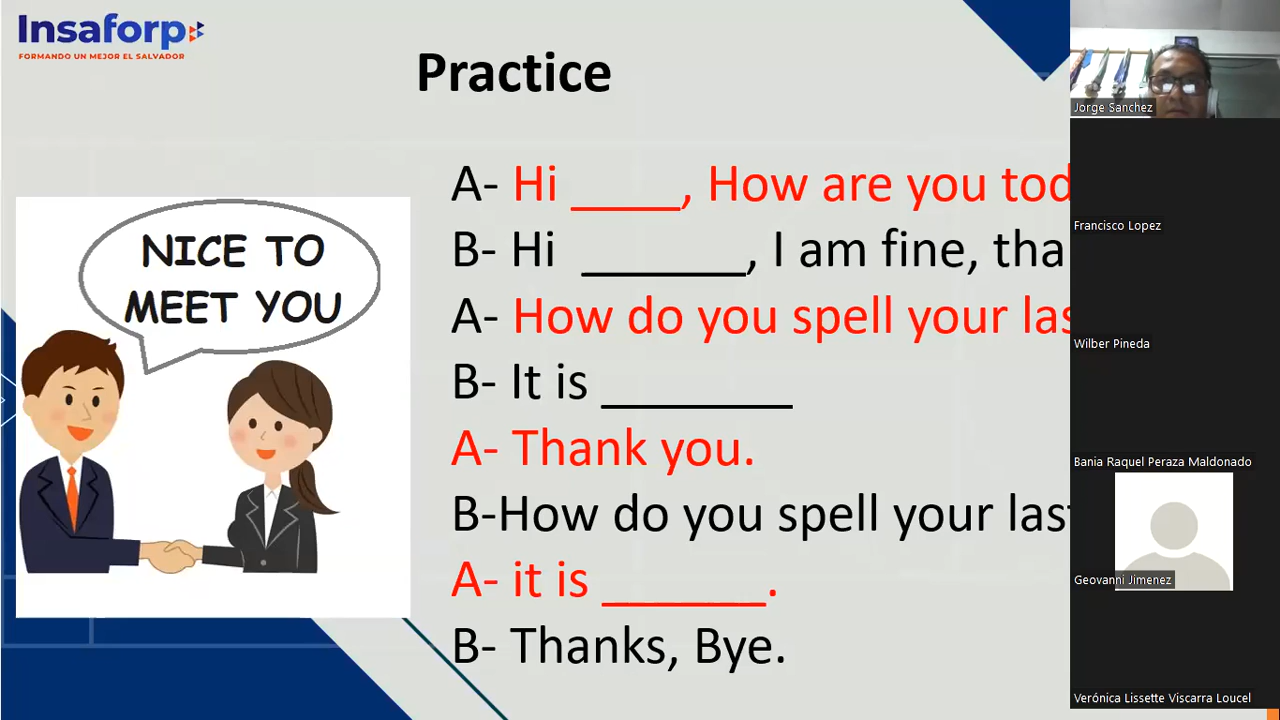 Insaforp
FORMANDO UN MEJOR EL SALVADOR
Practice
NICE TO
MEET YOU
A- Hi ____, How are you tod
B- Hi ______, I am fine, tha
A- How do you spell your las
B- It is _______
A- Thank you.
B-How do you spell your last
A- it is ______.
B- Thanks, Bye.
Jorge Sanchez
Francisco Lopez
Wilber Pineda
Bania Raquel Peraza Maldonado
Geovanni Jimenez
Verónica Lissette Viscarra Loucel